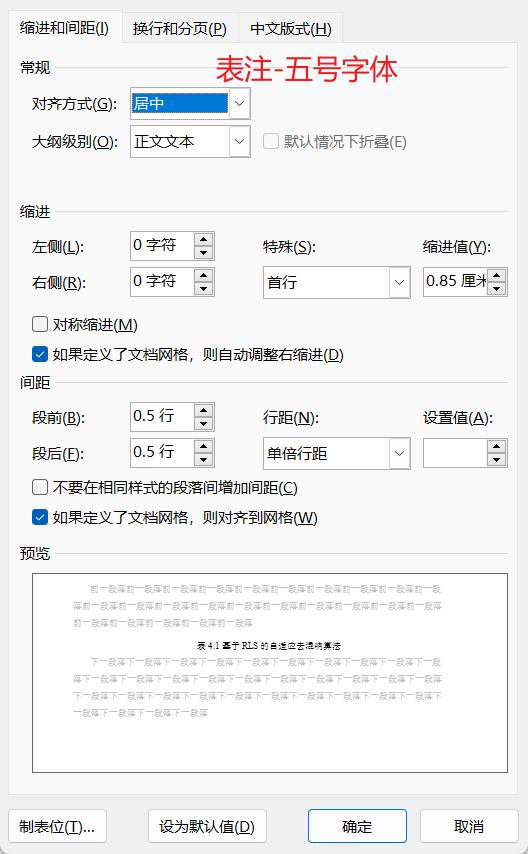 缩进和间距(I) 换行和分页(P) 中文版式(H)
表注-五号字体
常规
对齐方式(G): 居中
大纲级别(O): 正文文本 默认情况下折叠(E)
缩进
左侧(L): 0 字符 特殊(S): 缩进值(Y):
右侧(R): 0 字符 首行 0.85 厘米
对称缩进(M)
如果定义了文档网格，则自动调整右缩进(D)
间距
段前(B): 0.5 行 行距(N): 设置值(A):
段后(F): 0.5 行 单倍行距
不要在相同样式的段落间增加间距(C)
如果定义了文档网格，则对齐到网格(W)
预览
前一段落前一段落前一段落前一段落前一段落前一段落前一段落前一段落前一段落前一段
落前一段落前一段落前一段落前一段落前一段落前一段落前一段落前一段落前一段落前一段落
前一段落前一段落前一段落前一段落前一段落
表 4.1 基于 RLS 的自适应去混响算法
下一段落下一段落下一段落下一段落下一段落下一段落下一段落下一段落下一段落下一段
落下一段落下一段落下一段落下一段落下一段落下一段落下一段落下一段落下一段落下一段落
下一段落下一段落下一段落下一段落下一段落下一段落下一段落下一段落下一段落下一段落
下一段落下一段落下一段落
制表位(T)... 设为默认值(D) 确定 取消